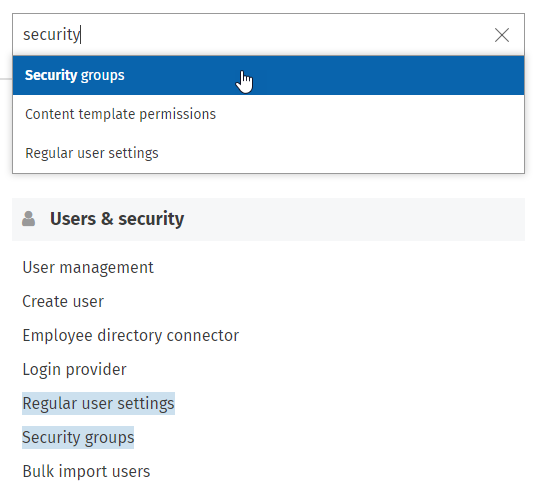 security
Security groups
Content template permissions
Regular user settings
Users & security
User management
Create user
Employee directory connector
Login provider
Regular user settings
Security groups
Bulk import users